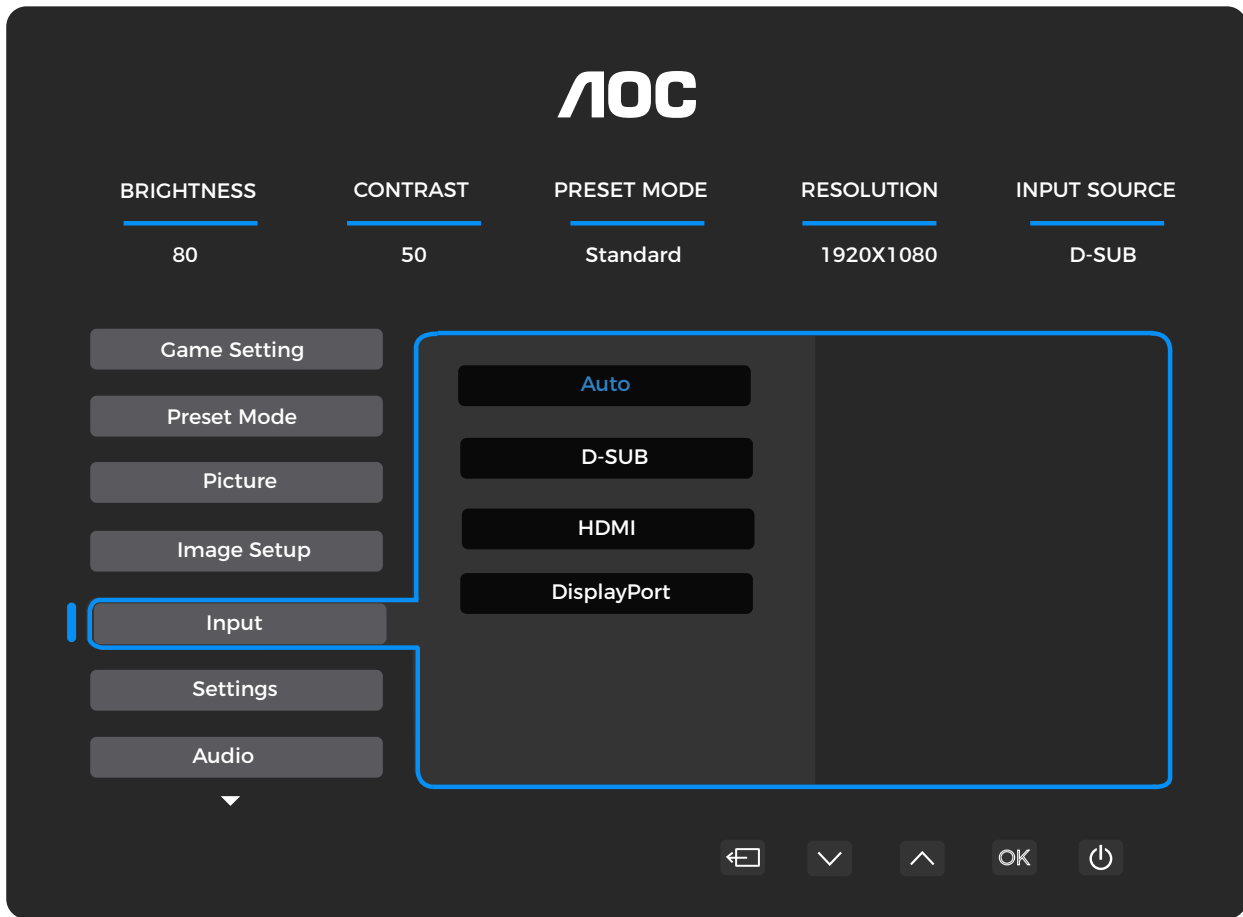 AOC
BRIGHTNESS CONTRAST PRESET MODE RESOLUTION INPUT SOURCE
80 50 Standard 1920X1080 D-SUB
Game Setting
Preset Mode
Picture
Image Setup
Input
Settings
Audio
Auto
D-SUB
HDMI
DisplayPort
OK